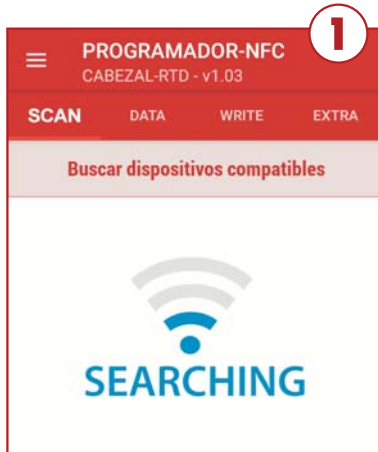 1
PROGRAMADOR-NFC
CABEZAL-RTD - v1.03
SCAN DATA WRITE EXTRA
Buscar dispositivos compatibles
SEARCHING